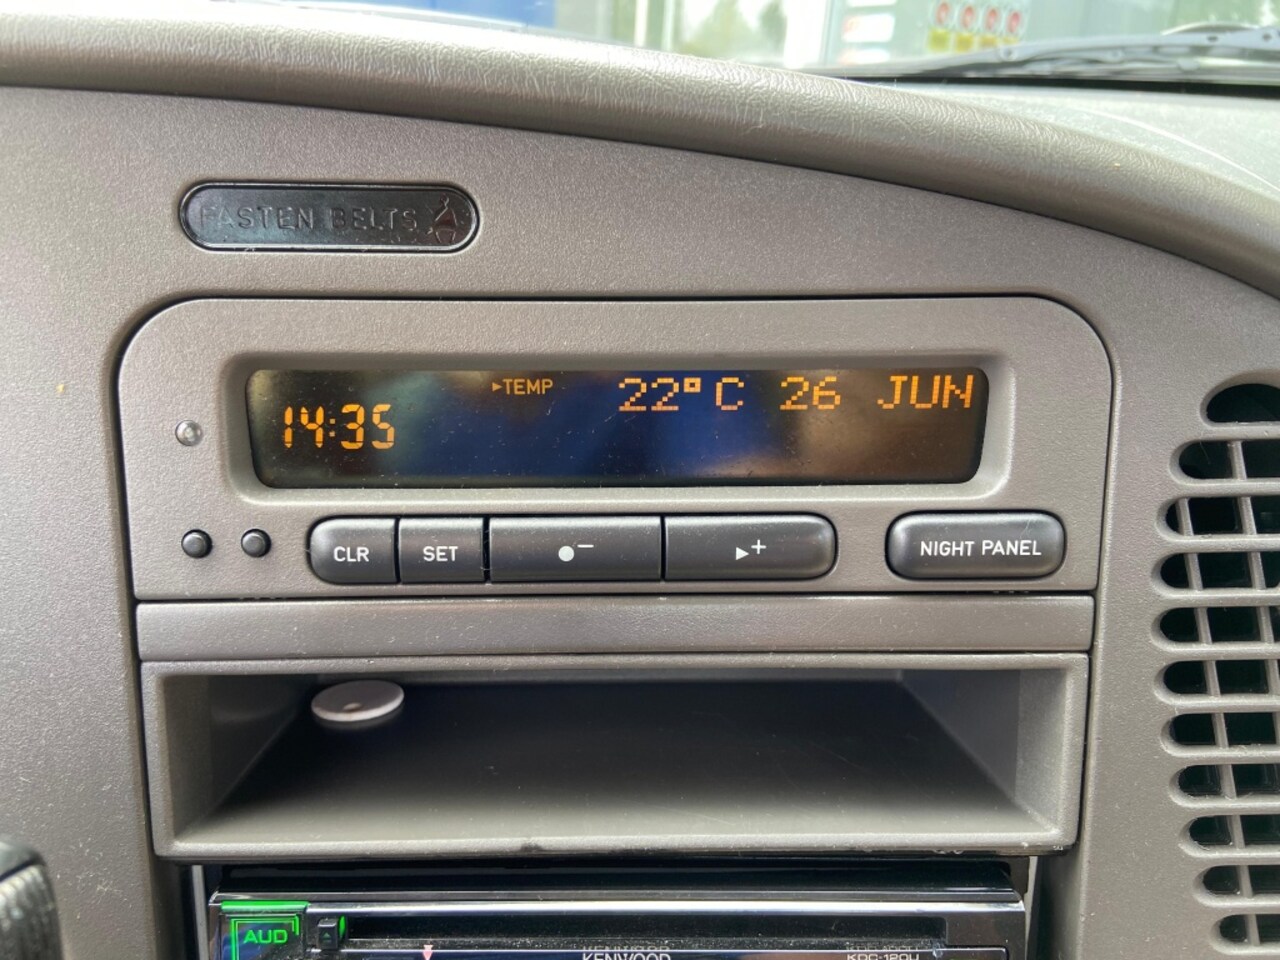 FASTEN BELTS
►TEMP 22°C 26 JUN
14:35
CLR SET ●− ►+ NIGHT PANEL
AUD
KENWOOD